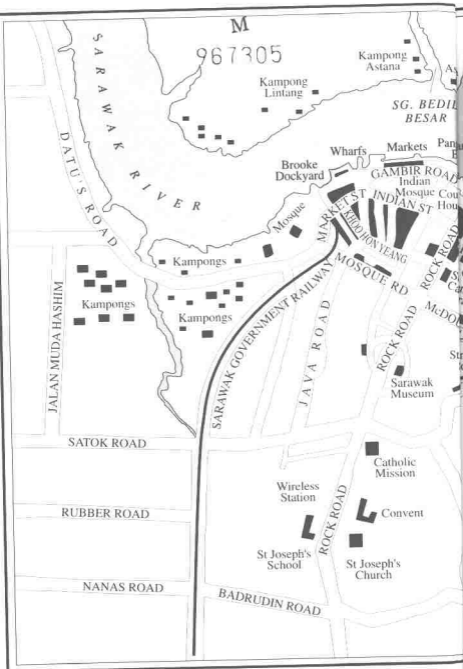 M
967305
SARAWAK RIVER
Kampong
Astana
Kampong
Lintang
SG. BEDIL
BESAR
DATU'S ROAD
Wharfs
Markets
Brooke
Dockyard
GAMBIR ROAD
Indian
Mosque
INDIAN ST
MARKET ST
KHOO HUN YEANG
Mosque
Kampongs
MOSQUE RD
ROCK ROAD
JALAN MUDA HASHIM
Kampongs
Kampongs
SARAWAK GOVERNMENT RAILWAY
JAVA ROAD
ROCK ROAD
Sarawak
Museum
SATOK ROAD
Catholic
Mission
Wireless
Station
RUBBER ROAD
Convent
ROCK ROAD
St Joseph's
School
St Joseph's
Church
NANAS ROAD
BADRUDIN ROAD